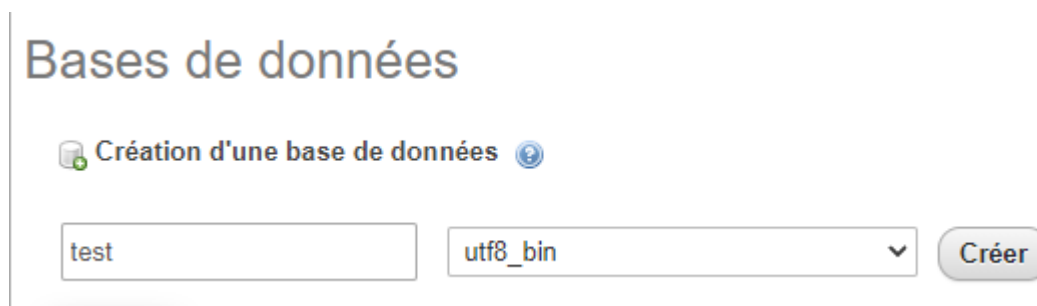 Bases de données
Création d'une base de données
test utf8_bin Créer